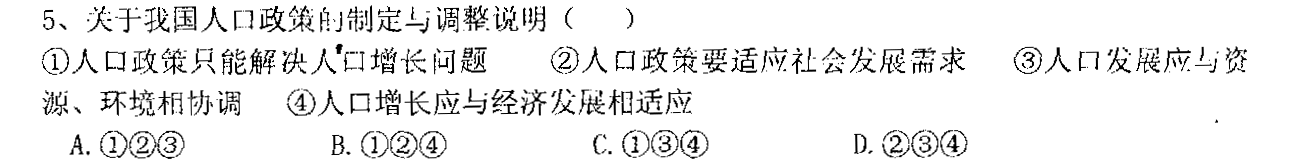 5、关于我国人口政策的制定与调整说明（　　）
①人口政策只能解决人口增长问题　　②人口政策要适应社会发展需求　　③人口发展应与资
源、环境相协调　　④人口增长应与经济发展相适应
A. ①②③　　B. ①②④　　C. ①③④　　D. ②③④